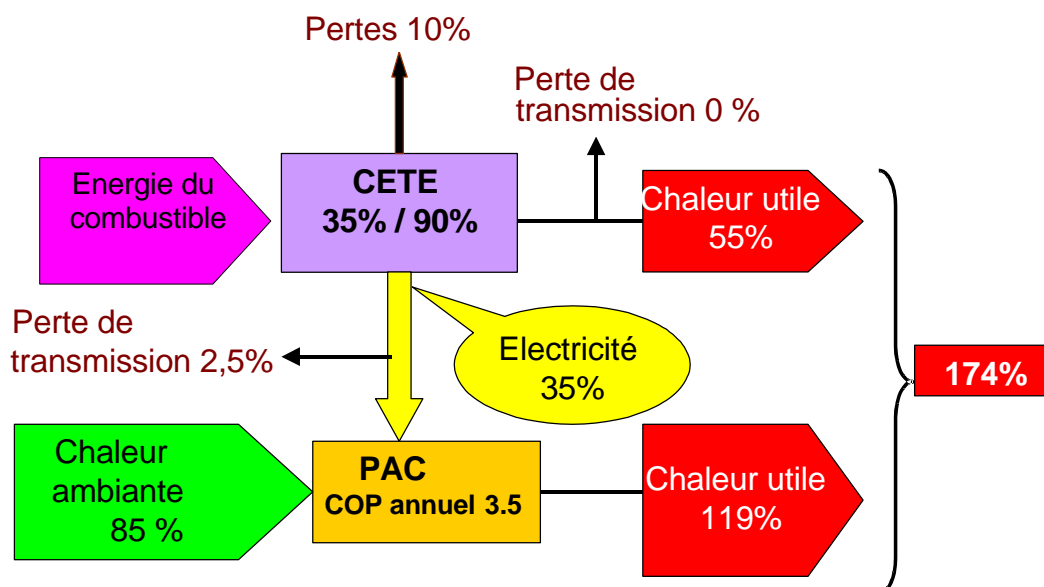 Pertes 10%
Perte de
transmission 0 %
Energie du
combustible
CETE
35% / 90%
Chaleur utile
55%
Perte de
transmission 2,5%
Electricité
35%
174%
Chaleur
ambiante
85 %
PAC
COP annuel 3.5
Chaleur utile
119%